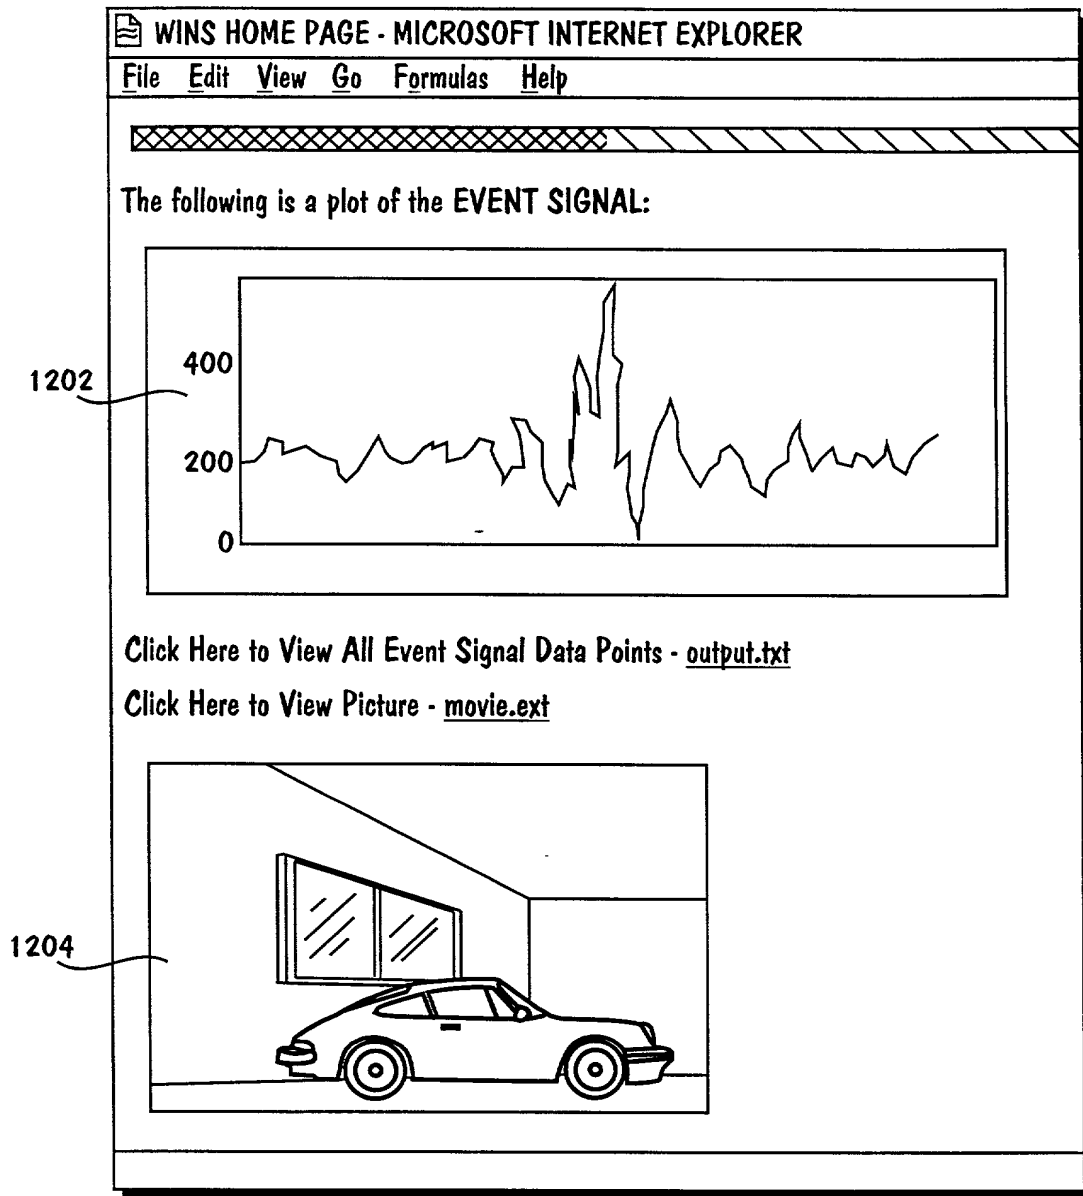 WINS HOME PAGE - MICROSOFT INTERNET EXPLORER
File Edit View Go Formulas Help
The following is a plot of the EVENT SIGNAL:
400
1202
200
0
Click Here to View All Event Signal Data Points - output.txt
Click Here to View Picture - movie.ext
1204